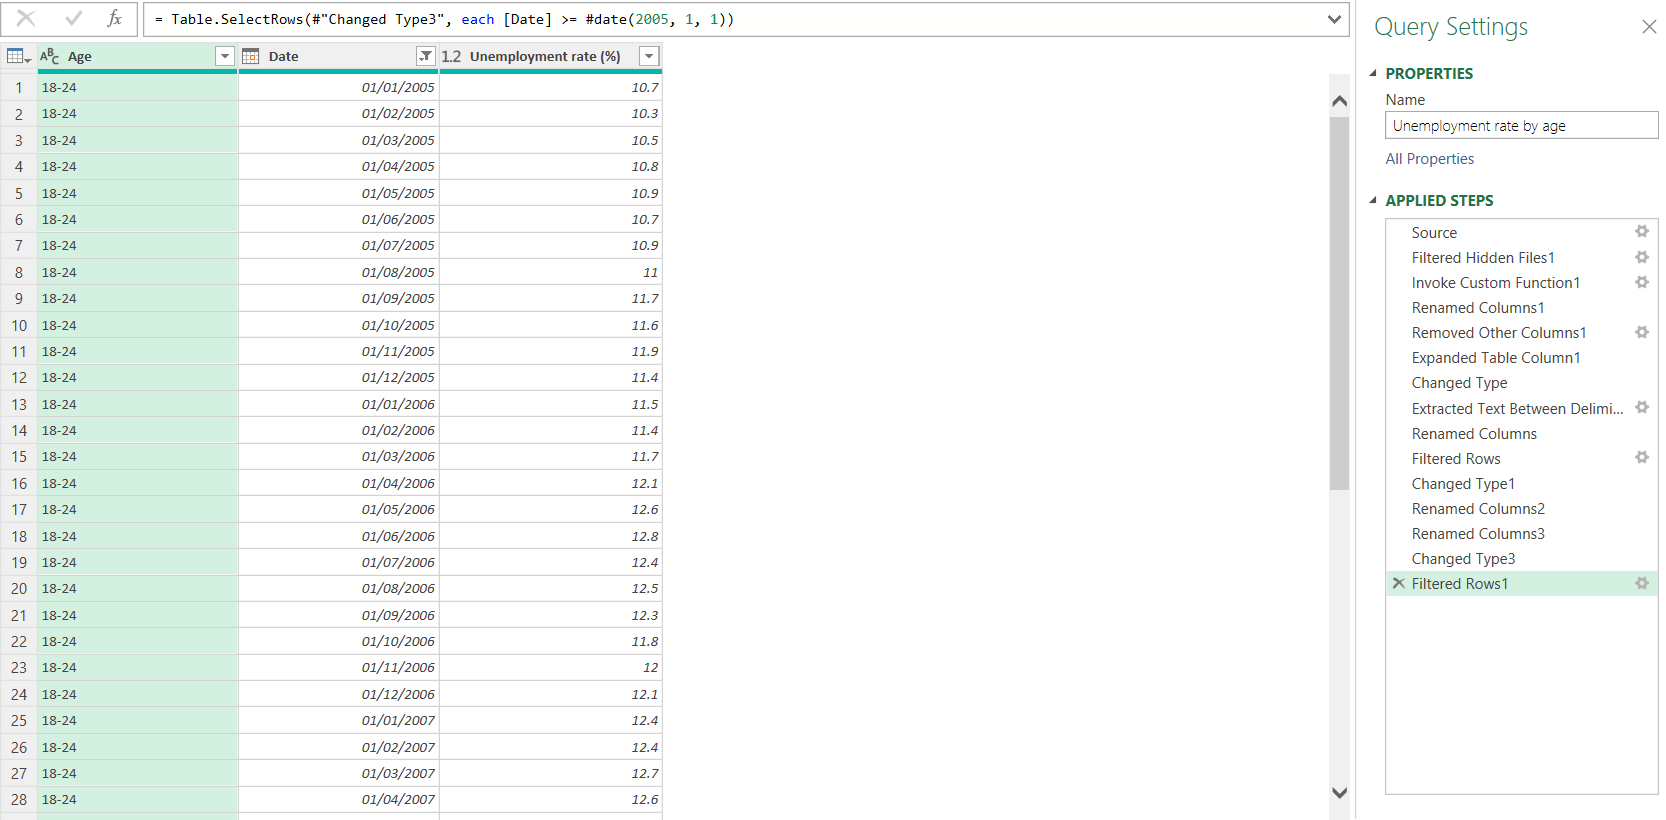 fx
= Table.SelectRows(#"Changed Type3", each [Date] >= #date(2005, 1, 1))
ABC Age Date 1.2 Unemployment rate (%)
1 18-24 01/01/2005 10.7
2 18-24 01/02/2005 10.3
3 18-24 01/03/2005 10.5
4 18-24 01/04/2005 10.8
5 18-24 01/05/2005 10.9
6 18-24 01/06/2005 10.7
7 18-24 01/07/2005 10.9
8 18-24 01/08/2005 11
9 18-24 01/09/2005 11.7
10 18-24 01/10/2005 11.6
11 18-24 01/11/2005 11.9
12 18-24 01/12/2005 11.4
13 18-24 01/01/2006 11.5
14 18-24 01/02/2006 11.4
15 18-24 01/03/2006 11.7
16 18-24 01/04/2006 12.1
17 18-24 01/05/2006 12.6
18 18-24 01/06/2006 12.8
19 18-24 01/07/2006 12.4
20 18-24 01/08/2006 12.5
21 18-24 01/09/2006 12.3
22 18-24 01/10/2006 11.8
23 18-24 01/11/2006 12
24 18-24 01/12/2006 12.1
25 18-24 01/01/2007 12.4
26 18-24 01/02/2007 12.4
27 18-24 01/03/2007 12.7
28 18-24 01/04/2007 12.6
Query Settings
PROPERTIES
Name
Unemployment rate by age
All Properties
APPLIED STEPS
Source
Filtered Hidden Files1
Invoke Custom Function1
Renamed Columns1
Removed Other Columns1
Expanded Table Column1
Changed Type
Extracted Text Between Delimi...
Renamed Columns
Filtered Rows
Changed Type1
Renamed Columns2
Renamed Columns3
Changed Type3
Filtered Rows1